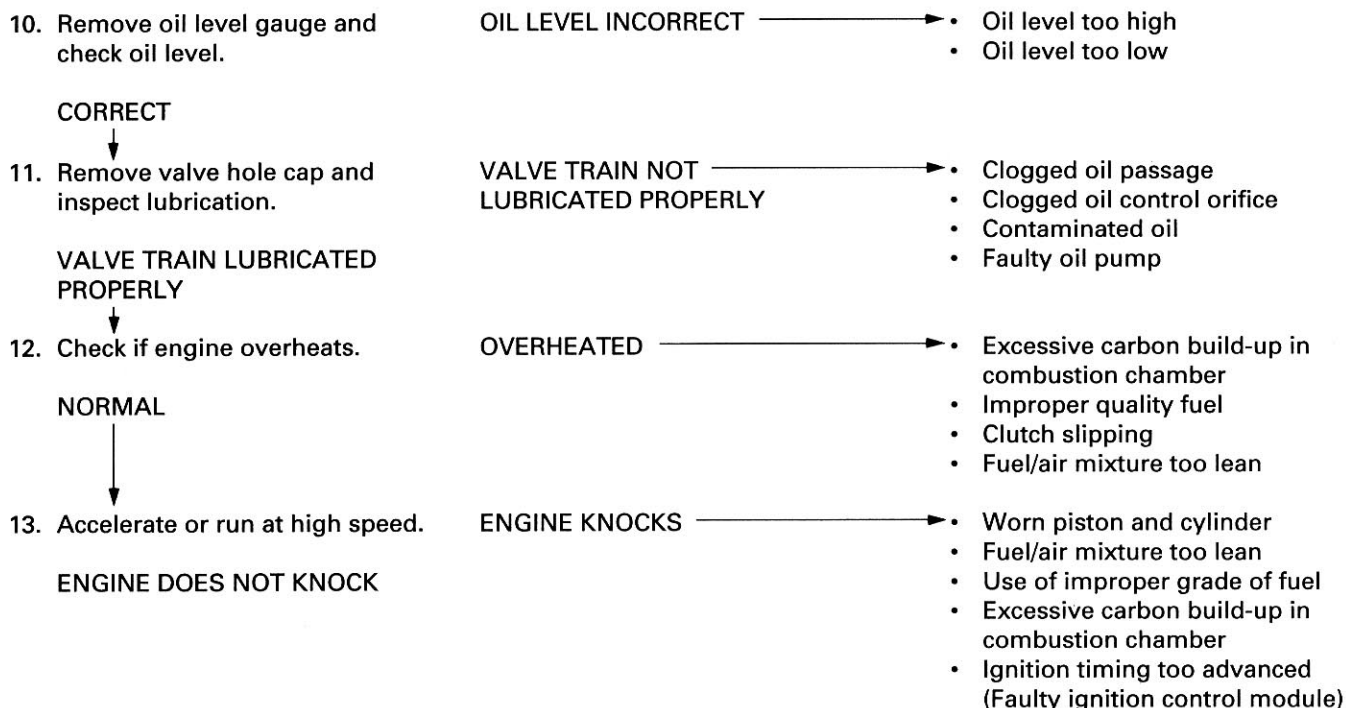 10. Remove oil level gauge and
check oil level.
OIL LEVEL INCORRECT
• Oil level too high
• Oil level too low
CORRECT
11. Remove valve hole cap and
inspect lubrication.
VALVE TRAIN NOT
LUBRICATED PROPERLY
• Clogged oil passage
• Clogged oil control orifice
• Contaminated oil
• Faulty oil pump
VALVE TRAIN LUBRICATED
PROPERLY
12. Check if engine overheats.
OVERHEATED
• Excessive carbon build-up in
combustion chamber
• Improper quality fuel
• Clutch slipping
• Fuel/air mixture too lean
NORMAL
13. Accelerate or run at high speed.
ENGINE KNOCKS
• Worn piston and cylinder
• Fuel/air mixture too lean
• Use of improper grade of fuel
• Excessive carbon build-up in
combustion chamber
• Ignition timing too advanced
(Faulty ignition control module)
ENGINE DOES NOT KNOCK